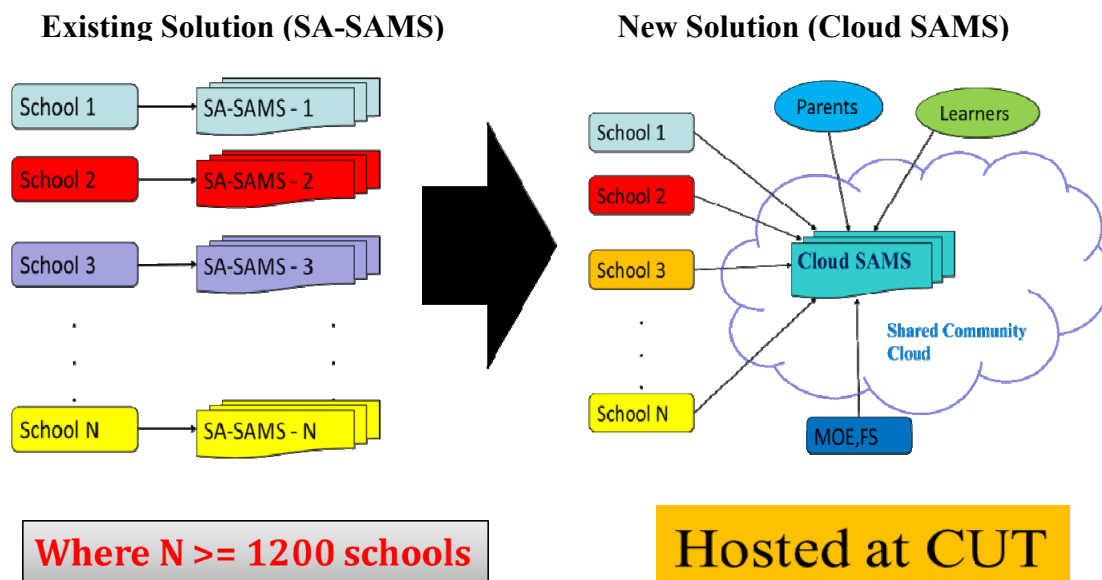 Existing Solution (SA-SAMS)
School 1
SA-SAMS - 1
School 2
SA-SAMS - 2
School 3
SA-SAMS - 3
School N
SA-SAMS - N
Where N >= 1200 schools
New Solution (Cloud SAMS)
Parents
Learners
School 1
School 2
School 3
Cloud SAMS
Shared Community
Cloud
School N
MOE,FS
Hosted at CUT